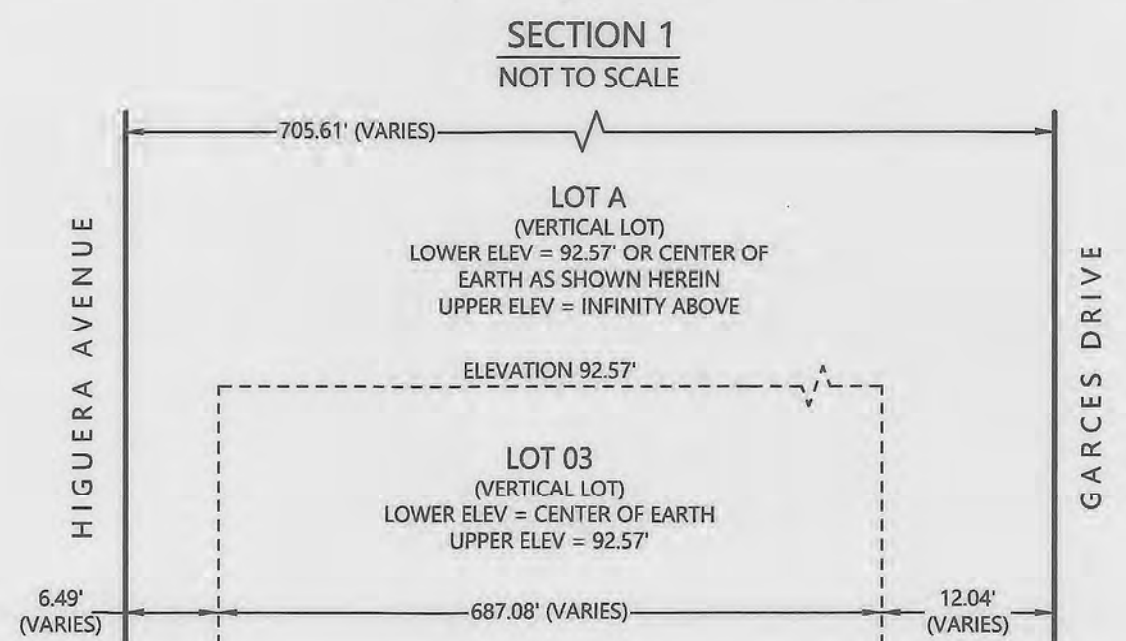 SECTION 1
NOT TO SCALE
705.61' (VARIES)
LOT A
(VERTICAL LOT)
LOWER ELEV = 92.57' OR CENTER OF
EARTH AS SHOWN HEREIN
UPPER ELEV = INFINITY ABOVE
HIGUERA AVENUE
GARCES DRIVE
ELEVATION 92.57'
LOT 03
(VERTICAL LOT)
LOWER ELEV = CENTER OF EARTH
UPPER ELEV = 92.57'
6.49'
(VARIES)
687.08' (VARIES)
12.04'
(VARIES)